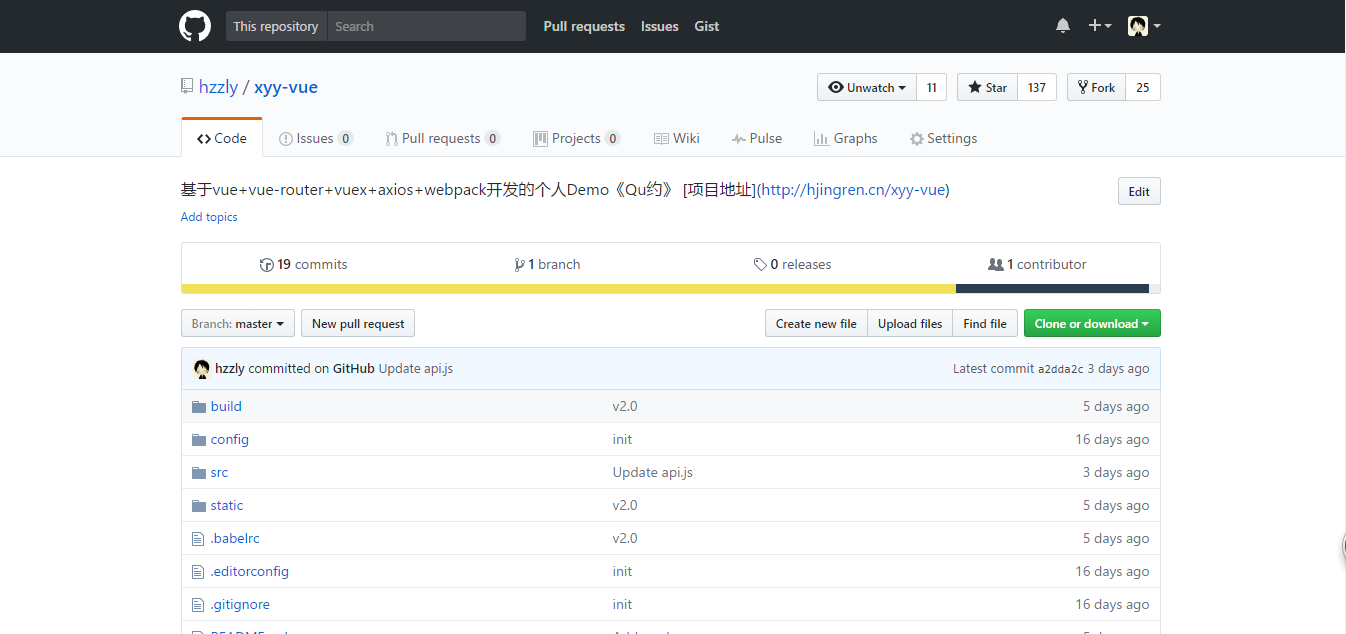 This repository Search Pull requests Issues Gist
hzzly / xyy-vue Unwatch 11 Star 137 Fork 25
Code Issues 0 Pull requests 0 Projects 0 Wiki Pulse Graphs Settings
基于vue+vue-router+vuex+axios+webpack开发的个人Demo《Qu约》 [项目地址](http://hjingren.cn/xyy-vue) Edit
Add topics
19 commits 1 branch 0 releases 1 contributor
Branch: master New pull request Create new file Upload files Find file Clone or download
hzzly committed on GitHub Update api.js Latest commit a2dda2c 3 days ago
build v2.0 5 days ago
config init 16 days ago
src Update api.js 3 days ago
static v2.0 5 days ago
.babelrc v2.0 5 days ago
.editorconfig init 16 days ago
.gitignore init 16 days ago